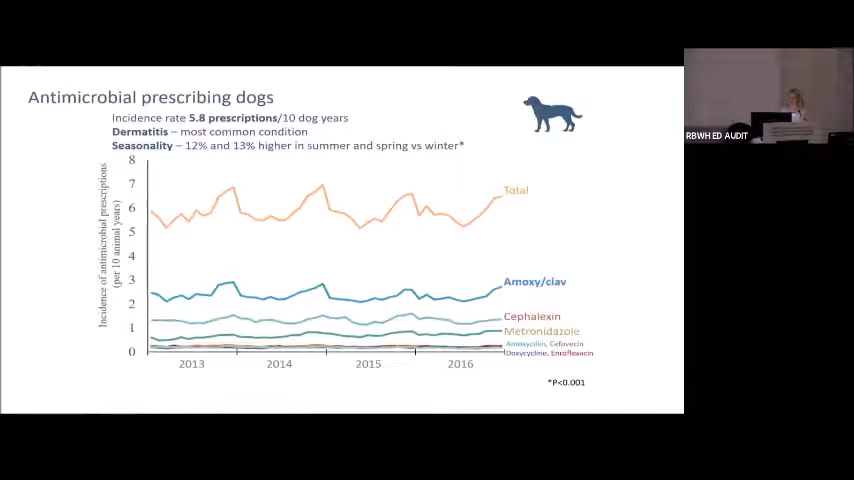 Antimicrobial prescribing dogs
Incidence rate 5.8 prescriptions/10 dog years
Dermatitis – most common condition
Seasonality – 12% and 13% higher in summer and spring vs winter*
Incidence of antimicrobial prescriptions
(per 10 animal years)
8
7
6
5
4
3
2
1
0
Total
Amoxy/clav
Cephalexin
Metronidazole
Amoxycillin, Cefovecin
Doxycycline, Enrofloxacin
2013 2014 2015 2016
*P<0.001
RBWH ED AUDIT